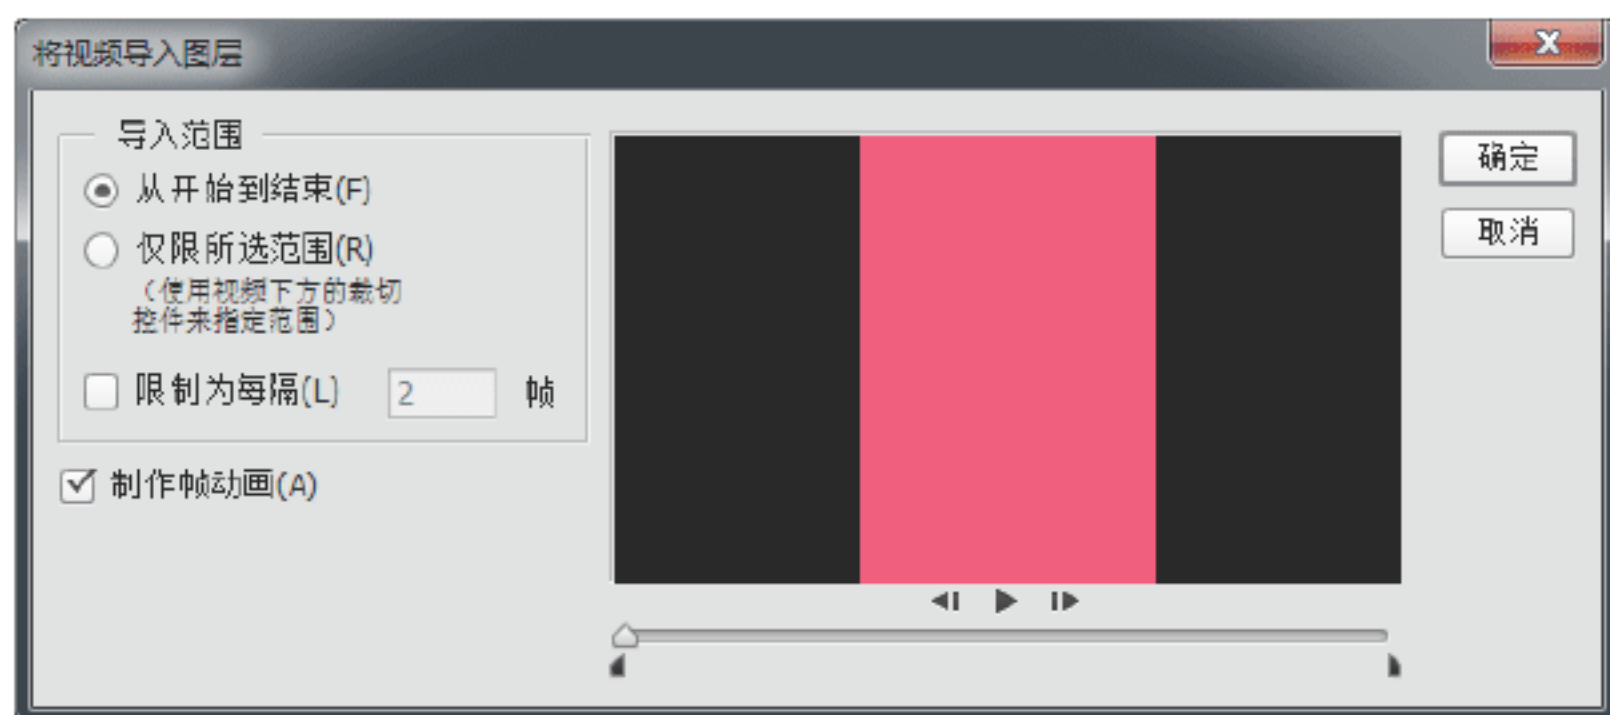 将视频导入图层
导入范围
从开始到结束(F)
仅限所选范围(R)
（使用视频下方的裁切
控件来指定范围）
限制为每隔(L) 2 帧
制作帧动画(A)
确定
取消